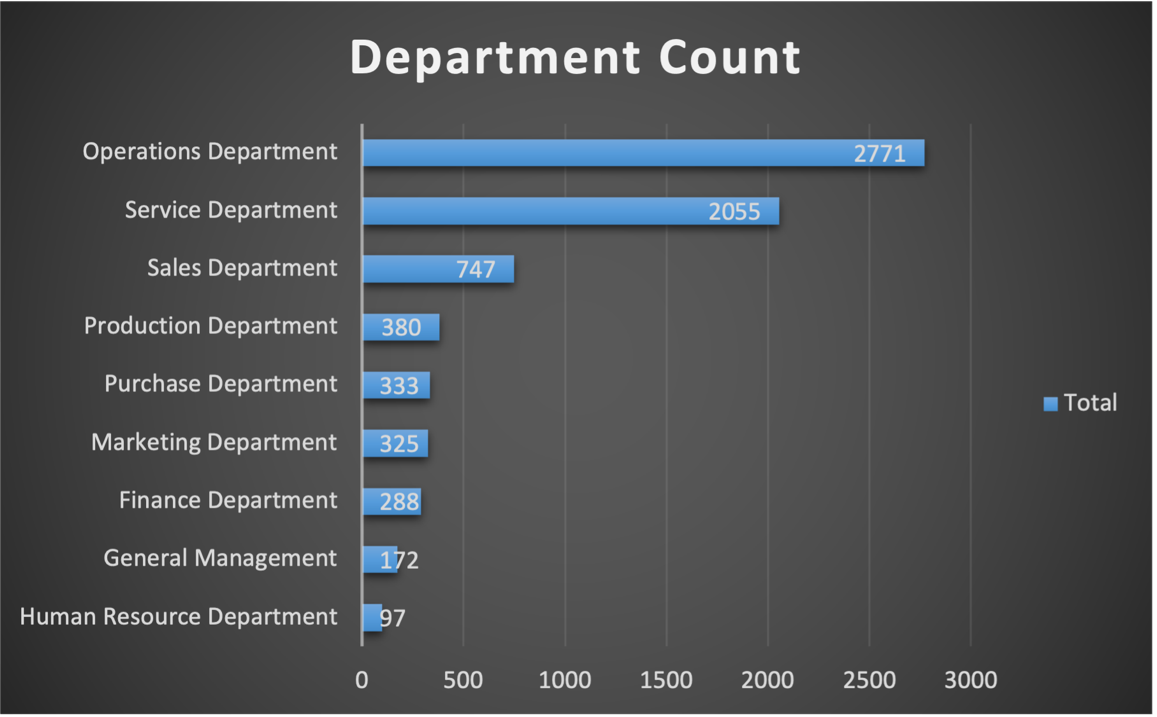 Department Count
Operations Department 2771
Service Department 2055
Sales Department 747
Production Department 380
Purchase Department 333
Marketing Department 325
Finance Department 288
General Management 172
Human Resource Department 97
0 500 1000 1500 2000 2500 3000
Total